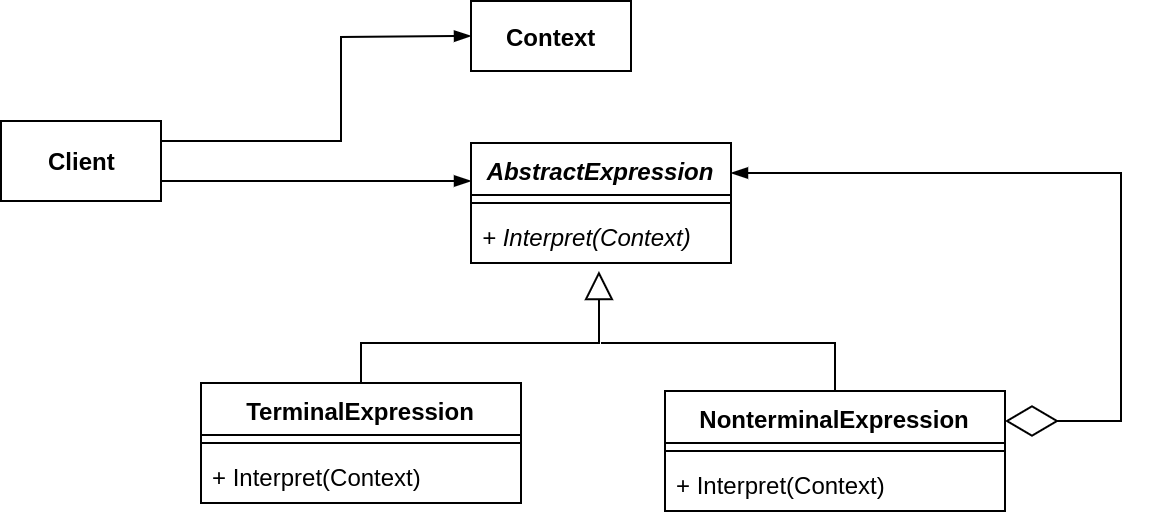 Context
Client
AbstractExpression
+ Interpret(Context)
TerminalExpression
+ Interpret(Context)
NonterminalExpression
+ Interpret(Context)